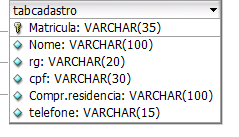 tabcadastro
Matricula: VARCHAR(35)
Nome: VARCHAR(100)
rg: VARCHAR(20)
cpf: VARCHAR(30)
Compr.residencia: VARCHAR(100)
telefone: VARCHAR(15)